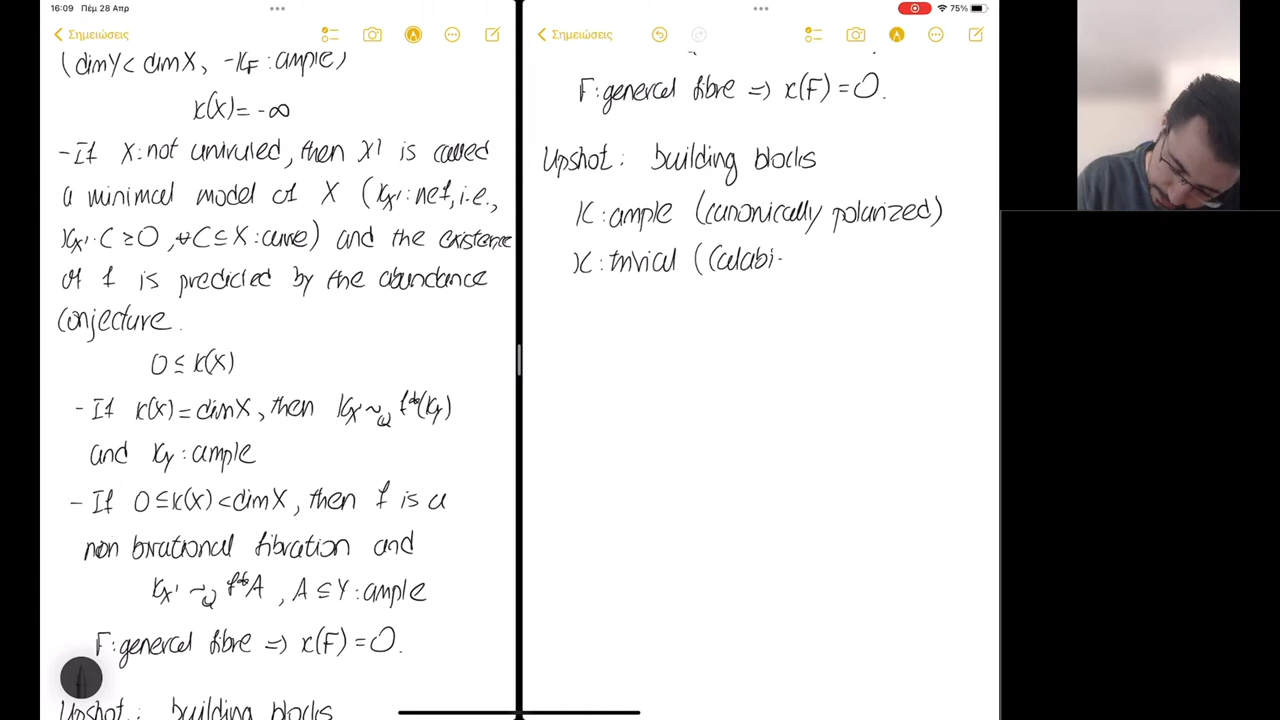 16:09 Πέμ 28 Απρ
Σημειώσεις
(dimY < dimX, -K_F : ample)
κ(X) = -∞
- If X: not uniruled, then X' is called
a minimal model of X (K_X' : nef, i.e.,
K_X' · C ≥ 0, ∀ C ⊆ X : curve) and the existence
of f is predicted by the abundance
conjecture.
0 ≤ κ(X)
- If κ(X) = dimX, then K_X' ~_Q f*(K_Y)
and K_Y : ample
- If 0 ≤ κ(X) < dimX, then f is a
non birational fibration and
K_X' ~_Q f*A, A ⊆ Y : ample
F: general fibre => κ(F) = 0.
Upshot: building blocks
75%
Σημειώσεις
F: general fibre => κ(F) = 0.
Upshot: building blocks
K: ample (canonically polarized)
K: trivial (Calabi-